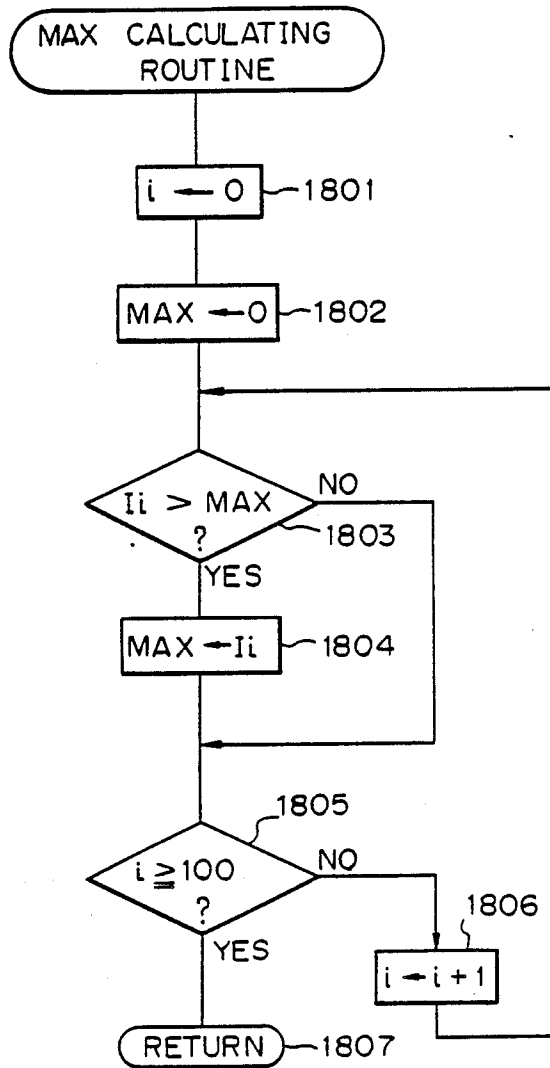 MAX CALCULATING
ROUTINE
i ← 0
1801
MAX ← 0
1802
Ii > MAX
?
NO
1803
YES
MAX ← Ii
1804
1805
i ≧ 100
?
NO
YES
1806
i ← i + 1
RETURN
1807